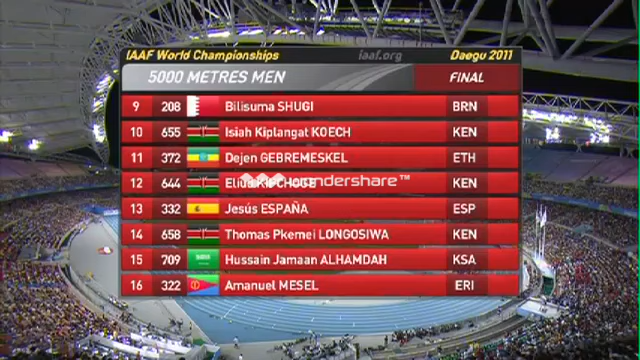 IAAF World Championships iaaf.org Daegu 2011
5000 METRES MEN FINAL
9 208 Bilisuma SHUGI BRN
10 655 Isiah Kiplangat KOECH KEN
11 372 Dejen GEBREMESKEL ETH
12 644 Eliud KIPCHOGE KEN
wondershare™
13 332 Jesús ESPAÑA ESP
14 658 Thomas Pkemei LONGOSIWA KEN
15 709 Hussain Jamaan ALHAMDAH KSA
16 322 Amanuel MESEL ERI